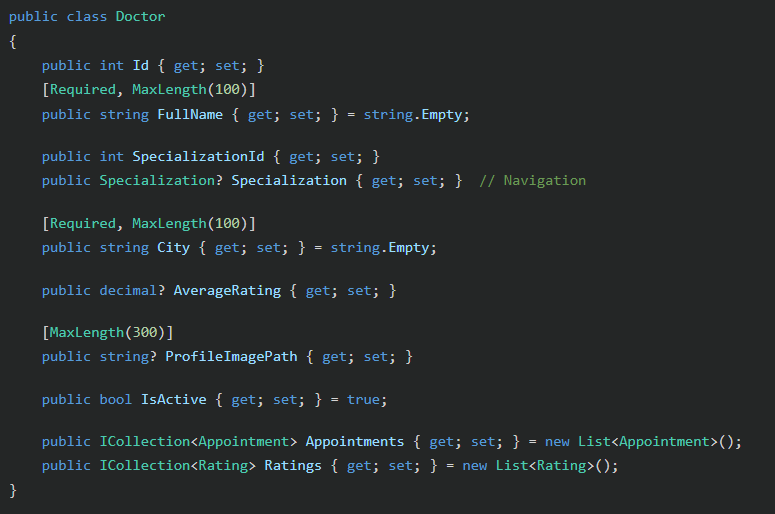 public class Doctor
{
    public int Id { get; set; }
    [Required, MaxLength(100)]
    public string FullName { get; set; } = string.Empty;

    public int SpecializationId { get; set; }
    public Specialization? Specialization { get; set; }  // Navigation

    [Required, MaxLength(100)]
    public string City { get; set; } = string.Empty;

    public decimal? AverageRating { get; set; }

    [MaxLength(300)]
    public string? ProfileImagePath { get; set; }

    public bool IsActive { get; set; } = true;

    public ICollection<Appointment> Appointments { get; set; } = new List<Appointment>();
    public ICollection<Rating> Ratings { get; set; } = new List<Rating>();
}